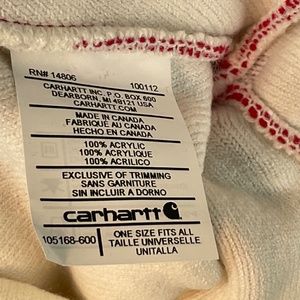 RN# 14806 100112
CARHARTT INC. P.O. BOX 600
DEARBORN, MI 48121 USA
CARHARTT.COM
MADE IN CANADA
FABRIQUÉ AU CANADA
HECHO EN CANADA
100% ACRYLIC
100% ACRYLIQUE
100% ACRILICO
EXCLUSIVE OF TRIMMING
SANS GARNITURE
SIN INCLUIR A DORNO
carhartt
105168-600
ONE SIZE FITS ALL
TAILLE UNIVERSELLE
UNITALLA